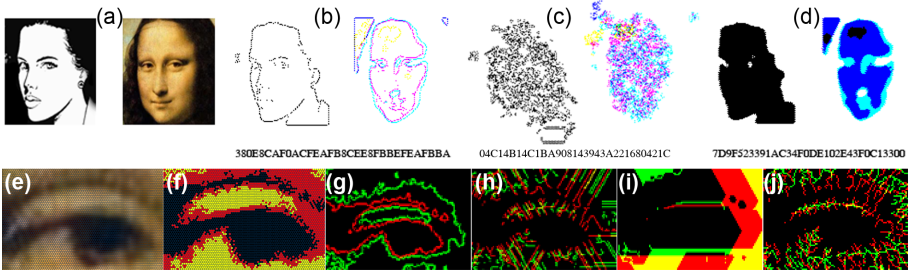 (a) (b) (c) (d)
380E8CAF0ACFEAFB8CEE8FBBEFEAFBBA 04C14B14C1BA908143943A221680421C 7D9F523391AC34F0DE102E43F0C13300
(e) (f) (g) (h) (i) (j)